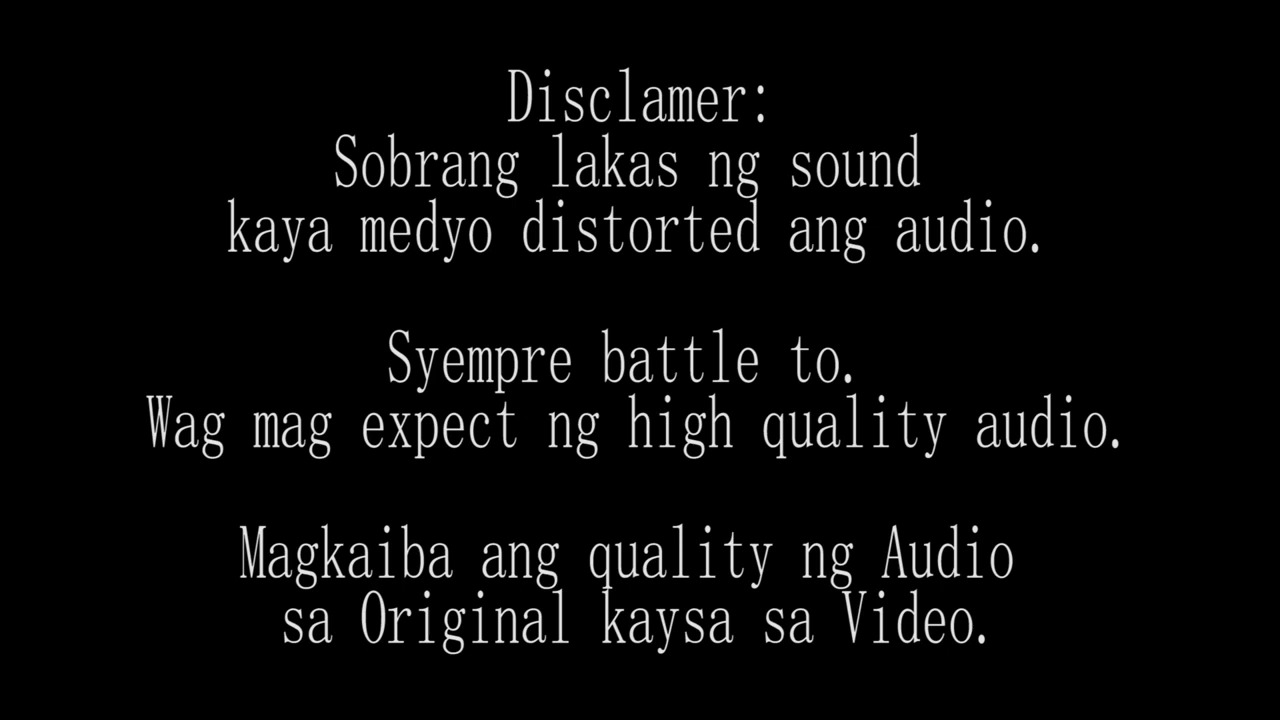 Disclamer:
Sobrang lakas ng sound
kaya medyo distorted ang audio.
Syempre battle to.
Wag mag expect ng high quality audio.
Magkaiba ang quality ng Audio
sa Original kaysa sa Video.